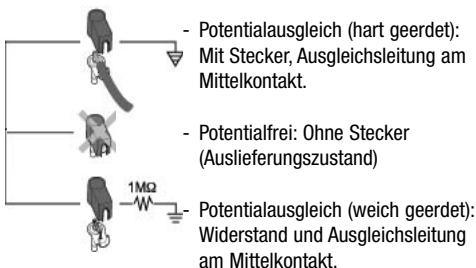 - Potentialausgleich (hart geerdet):
Mit Stecker, Ausgleichsleitung am
Mittelkontakt.
- Potentialfrei: Ohne Stecker
(Auslieferungszustand)
1MΩ
- Potentialausgleich (weich geerdet):
Widerstand und Ausgleichsleitung
am Mittelkontakt.